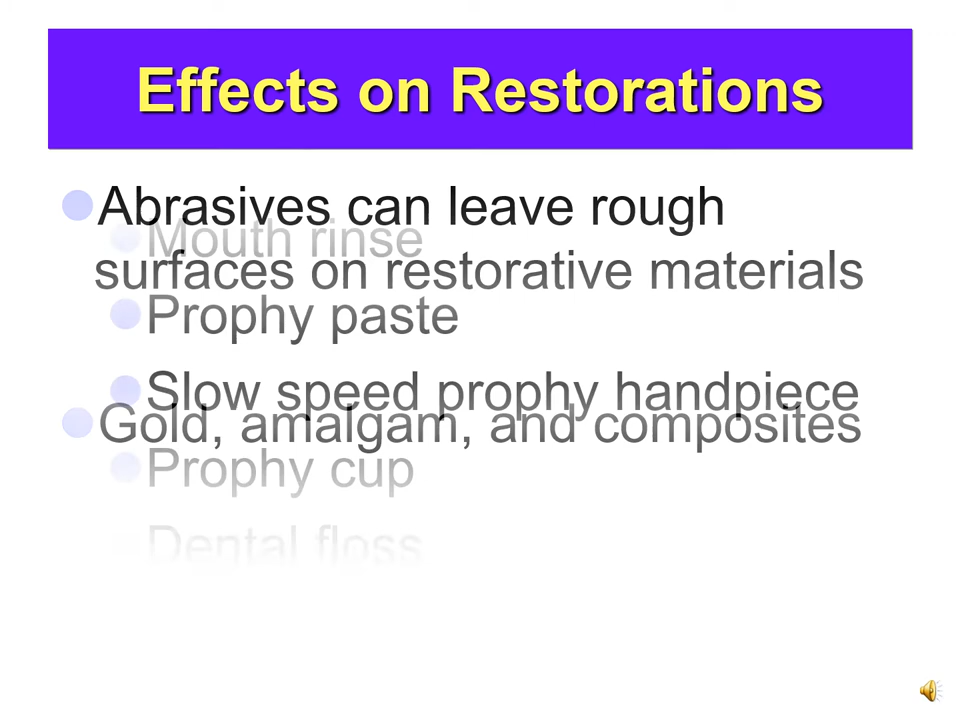 Effects on Restorations
Abrasives can leave rough
Mouth rinse
surfaces on restorative materials
Prophy paste
Slow speed prophy handpiece
Gold, amalgam, and composites
Prophy cup
Dental floss